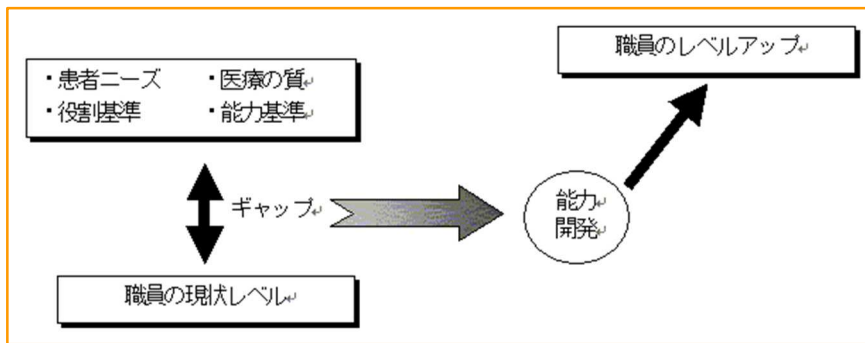 職員のレベルアップ
・患者ニーズ ・医療の質
・役割基準 ・能力基準
ギャップ
能力
開発
職員の現状レベル